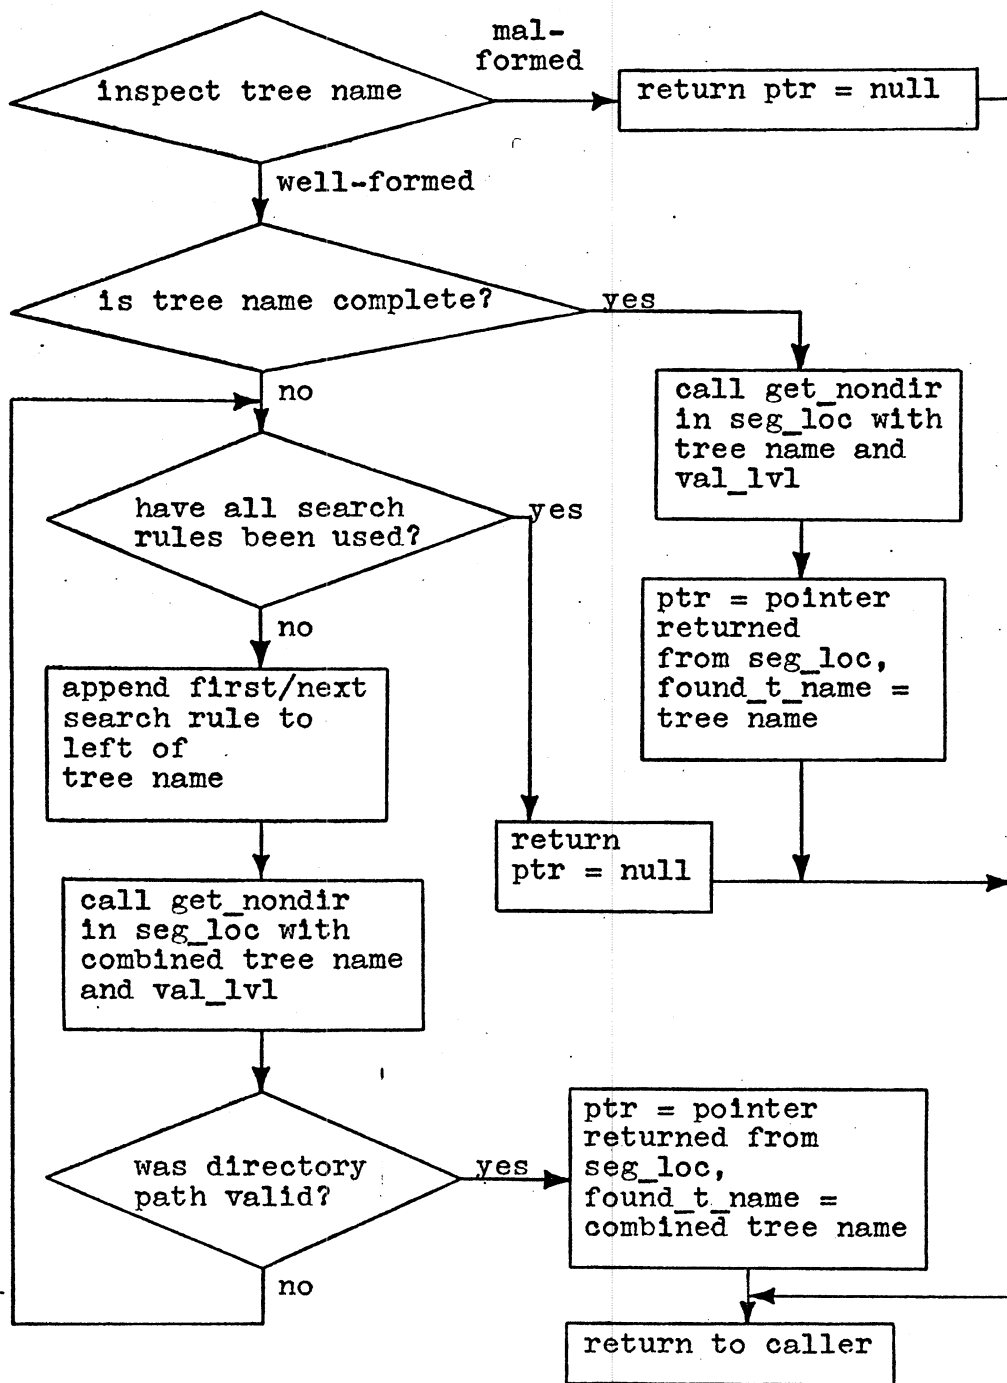 mal-
formed
inspect tree name
return ptr = null
well-formed
is tree name complete?
yes
no
call get_nondir
in seg_loc with
tree name and
val_lvl
have all search
rules been used?
yes
no
ptr = pointer
returned
from seg_loc,
found_t_name =
tree name
append first/next
search rule to
left of
tree name
return
ptr = null
call get_nondir
in seg_loc with
combined tree name
and val_lvl
was directory
path valid?
yes
no
ptr = pointer
returned from
seg_loc,
found_t_name =
combined tree name
return to caller